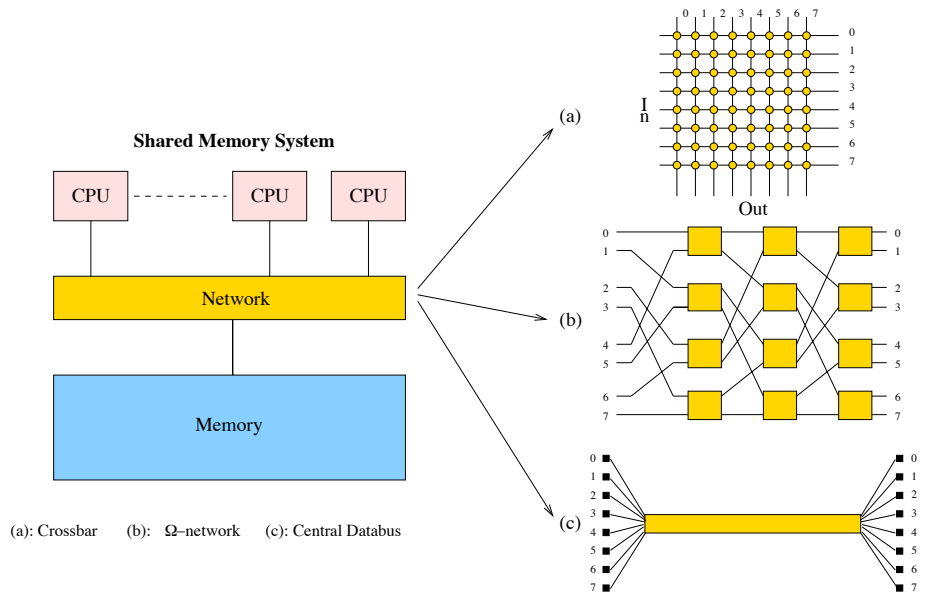 Shared Memory System
CPU CPU CPU
Network
Memory
(a): Crossbar (b): Ω–network (c): Central Databus
(a)
0 1 2 3 4 5 6 7
0
1
2
3
4
5
6
7
In
Out
(b)
0 0
1 1
2 2
3 3
4 4
5 5
6 6
7 7
(c)
0 0
1 1
2 2
3 3
4 4
5 5
6 6
7 7